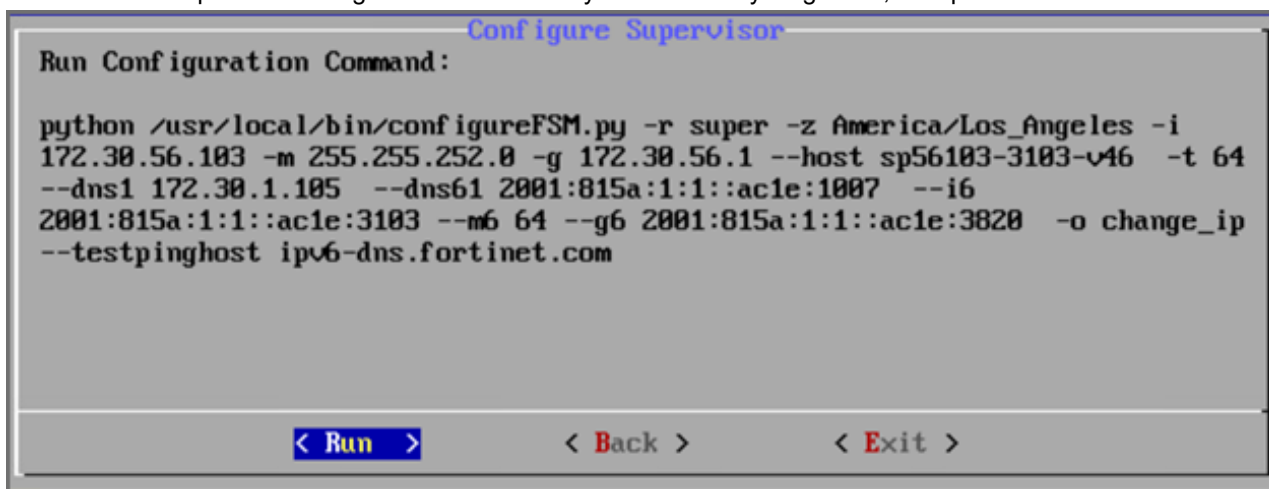 Configure Supervisor
Run Configuration Command:
python /usr/local/bin/configureFSM.py -r super -z America/Los_Angeles -i
172.30.56.103 -m 255.255.252.0 -g 172.30.56.1 --host sp56103-3103-v46  -t 64
--dns1 172.30.1.105  --dns61 2001:815a:1:1::ac1e:1007  --i6
2001:815a:1:1::ac1e:3103 --m6 64 --g6 2001:815a:1:1::ac1e:3820  -o change_ip
--testpinghost ipv6-dns.fortinet.com
< Run > < Back > < Exit >